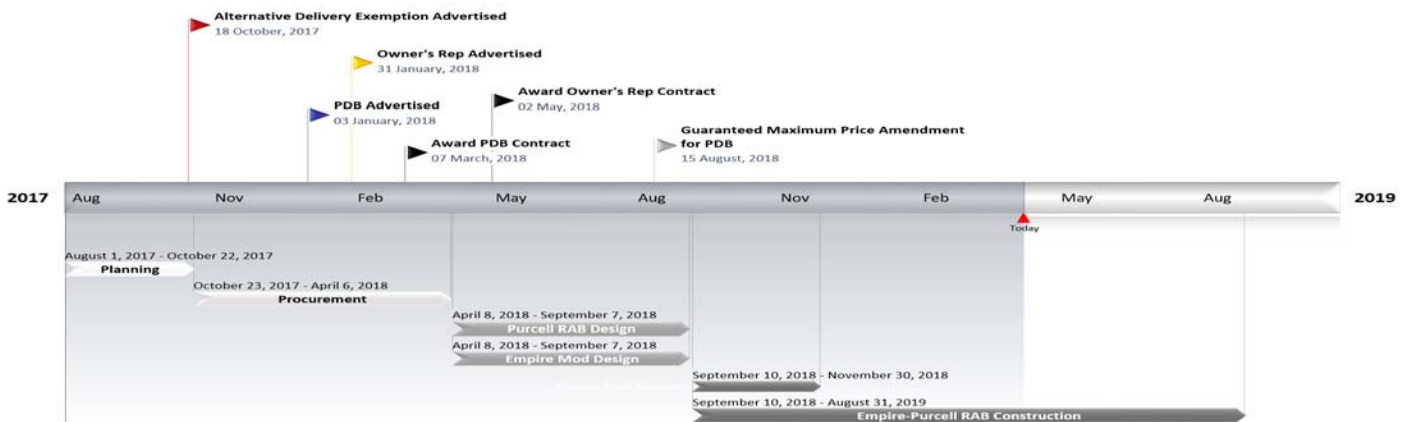 Alternative Delivery Exemption Advertised
18 October, 2017
Owner's Rep Advertised
31 January, 2018
Award Owner's Rep Contract
02 May, 2018
PDB Advertised
03 January, 2018
Guaranteed Maximum Price Amendment
for PDB
15 August, 2018
Award PDB Contract
07 March, 2018
2017 Aug Nov Feb May Aug Nov Feb May Aug 2019
Today
August 1, 2017 - October 22, 2017
Planning
October 23, 2017 - April 6, 2018
Procurement
April 8, 2018 - September 7, 2018
Purcell RAB Design
April 8, 2018 - September 7, 2018
Empire Mod Design
September 10, 2018 - November 30, 2018
September 10, 2018 - August 31, 2019
Empire-Purcell RAB Construction